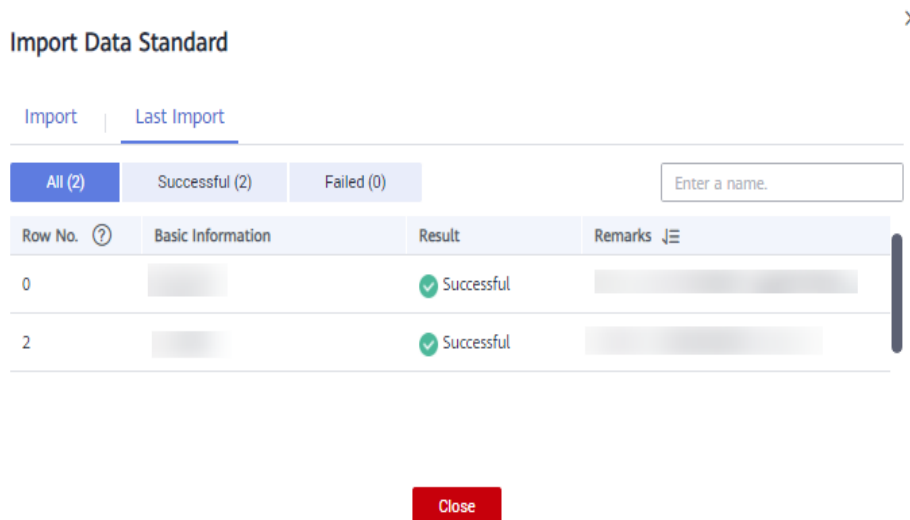 Import Data Standard
Import | Last Import
All (2) Successful (2) Failed (0) Enter a name.
Row No. ? Basic Information Result Remarks
0 Successful
2 Successful
Close